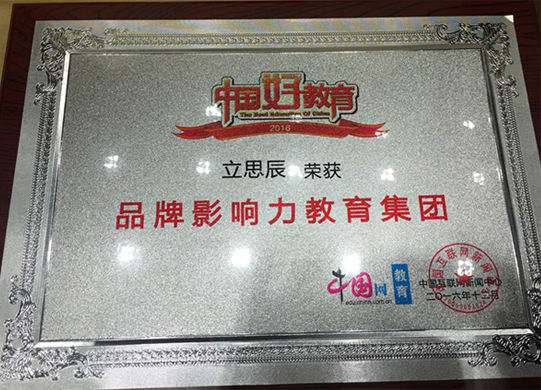 中国好教育
The Best Education Of China
2016
立思辰 荣获
品牌影响力教育集团
中国网 教育
edu.china.com.cn
中国互联网新闻中心
二〇一六年十二月